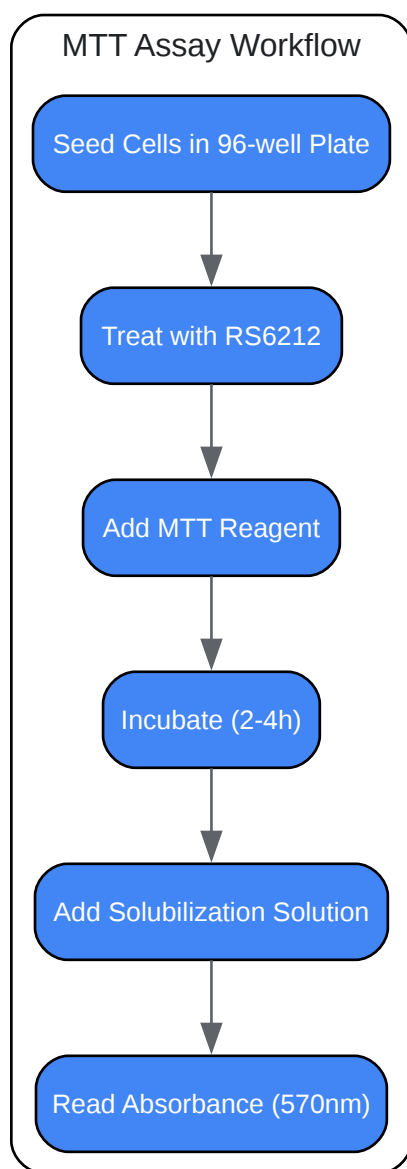 MTT Assay Workflow
Seed Cells in 96-well Plate
Treat with RS6212
Add MTT Reagent
Incubate (2-4h)
Add Solubilization Solution
Read Absorbance (570nm)